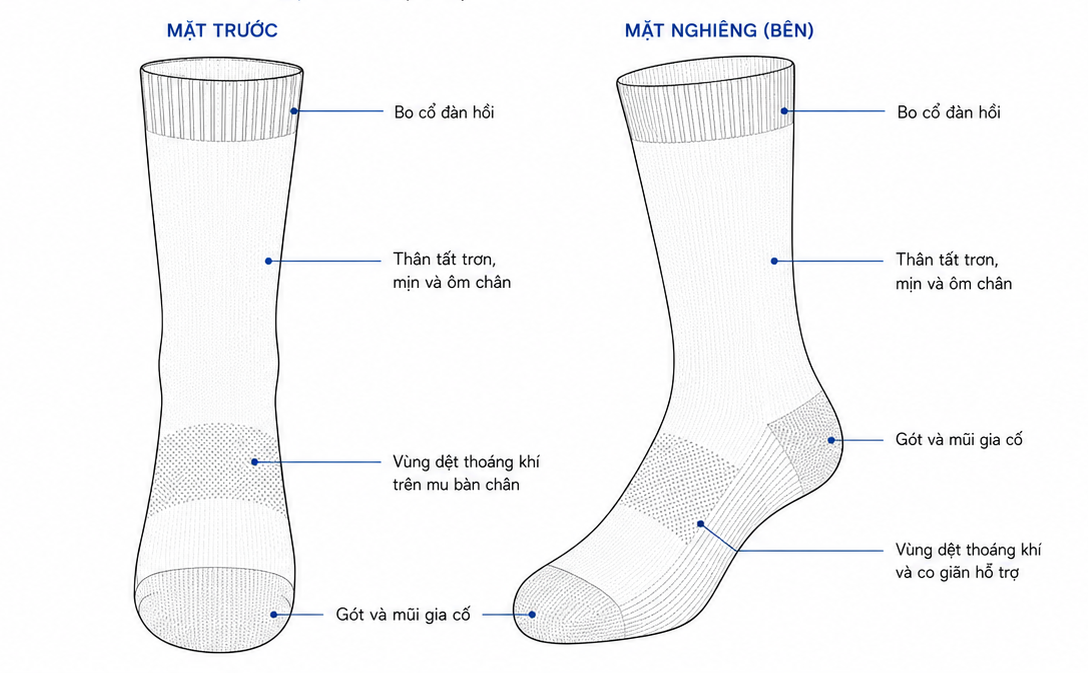 MẶT TRƯỚC
MẶT NGHIÊNG (BÊN)
Bo cổ đàn hồi
Bo cổ đàn hồi
Thân tất trơn,
mịn và ôm chân
Thân tất trơn,
mịn và ôm chân
Gót và mũi gia cố
Vùng dệt thoáng khí
trên mu bàn chân
Vùng dệt thoáng khí
và co giãn hỗ trợ
Gót và mũi gia cố